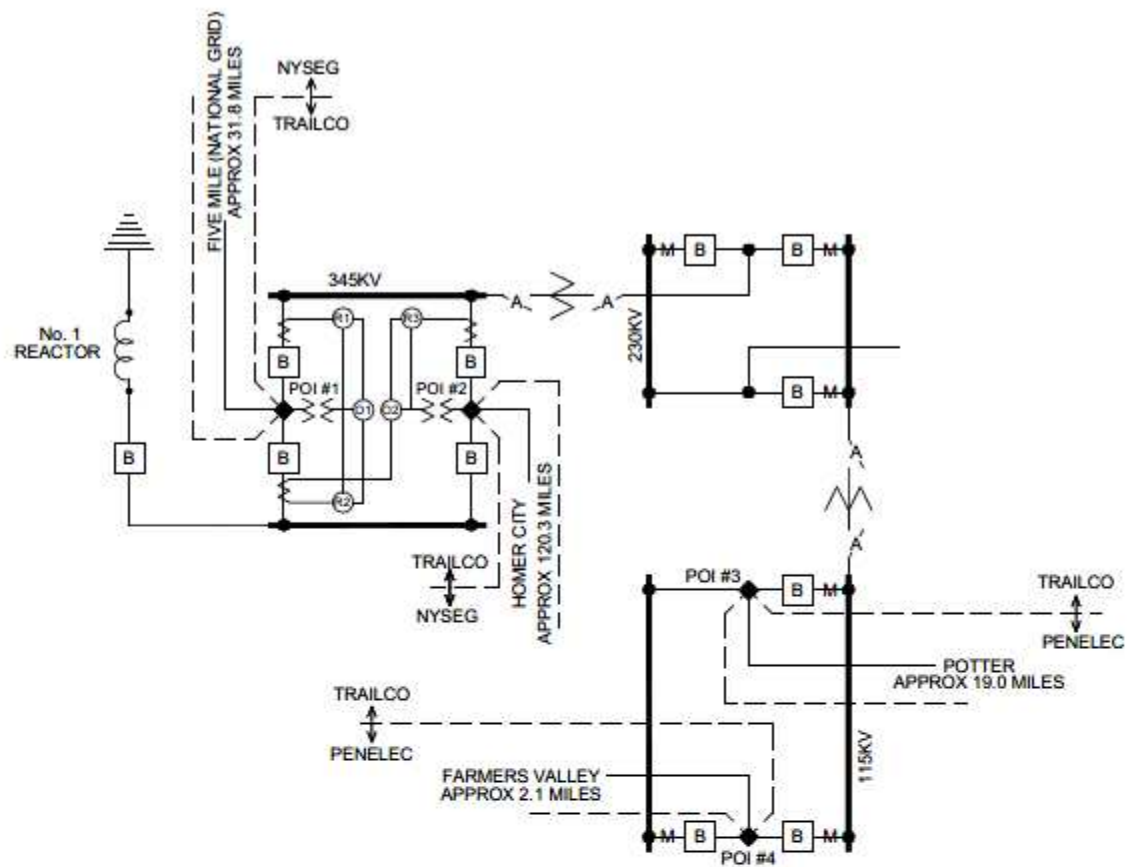 NYSEG
TRAILCO
FIVE MILE (NATIONAL GRID)
APPROX 31.8 MILES
No. 1
REACTOR
B
345KV
R1
R3
B
B
POI #1
POI #2
D1
D2
B
B
R2
A
A
M
B
B
M
230KV
B
M
A
A
TRAILCO
NYSEG
HOMER CITY
APPROX 120.3 MILES
POI #3
B
M
TRAILCO
PENELEC
POTTER
APPROX 19.0 MILES
TRAILCO
PENELEC
FARMERS VALLEY
APPROX 2.1 MILES
115KV
M
B
B
M
POI #4